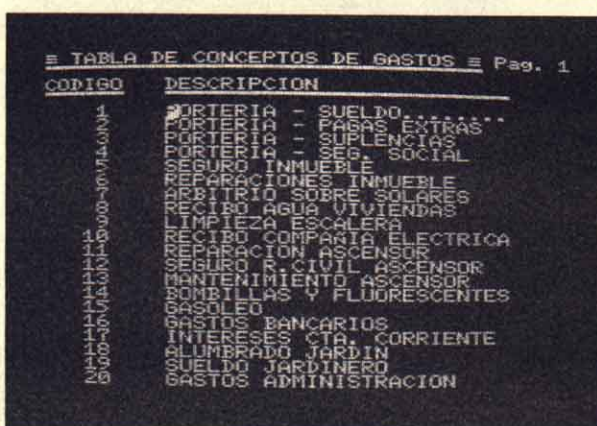 ≡ TABLA DE CONCEPTOS DE GASTOS ≡ Pag. 1
CODIGO DESCRIPCION
1 PORTERIA - SUELDO........
2 PORTERIA - PAGAS EXTRAS
3 PORTERIA - SUPLENCIAS
4 PORTERIA - SEG. SOCIAL
5 SEGURO INMUEBLE
6 REPARACIONES INMUEBLE
7 ARBITRIO SOBRE SOLARES
8 RECIBO AGUA VIVIENDAS
9 LIMPIEZA ESCALERA
10 RECIBO COMPAÑIA ELECTRICA
11 REPARACION ASCENSOR
12 SEGURO R.CIVIL ASCENSOR
13 MANTENIMIENTO ASCENSOR
14 BOMBILLAS Y FLUORESCENTES
15 GASOLEO
16 GASTOS BANCARIOS
17 INTERESES CTA. CORRIENTE
18 ALUMBRADO JARDIN
19 SUELDO JARDINERO
20 GASTOS ADMINISTRACION